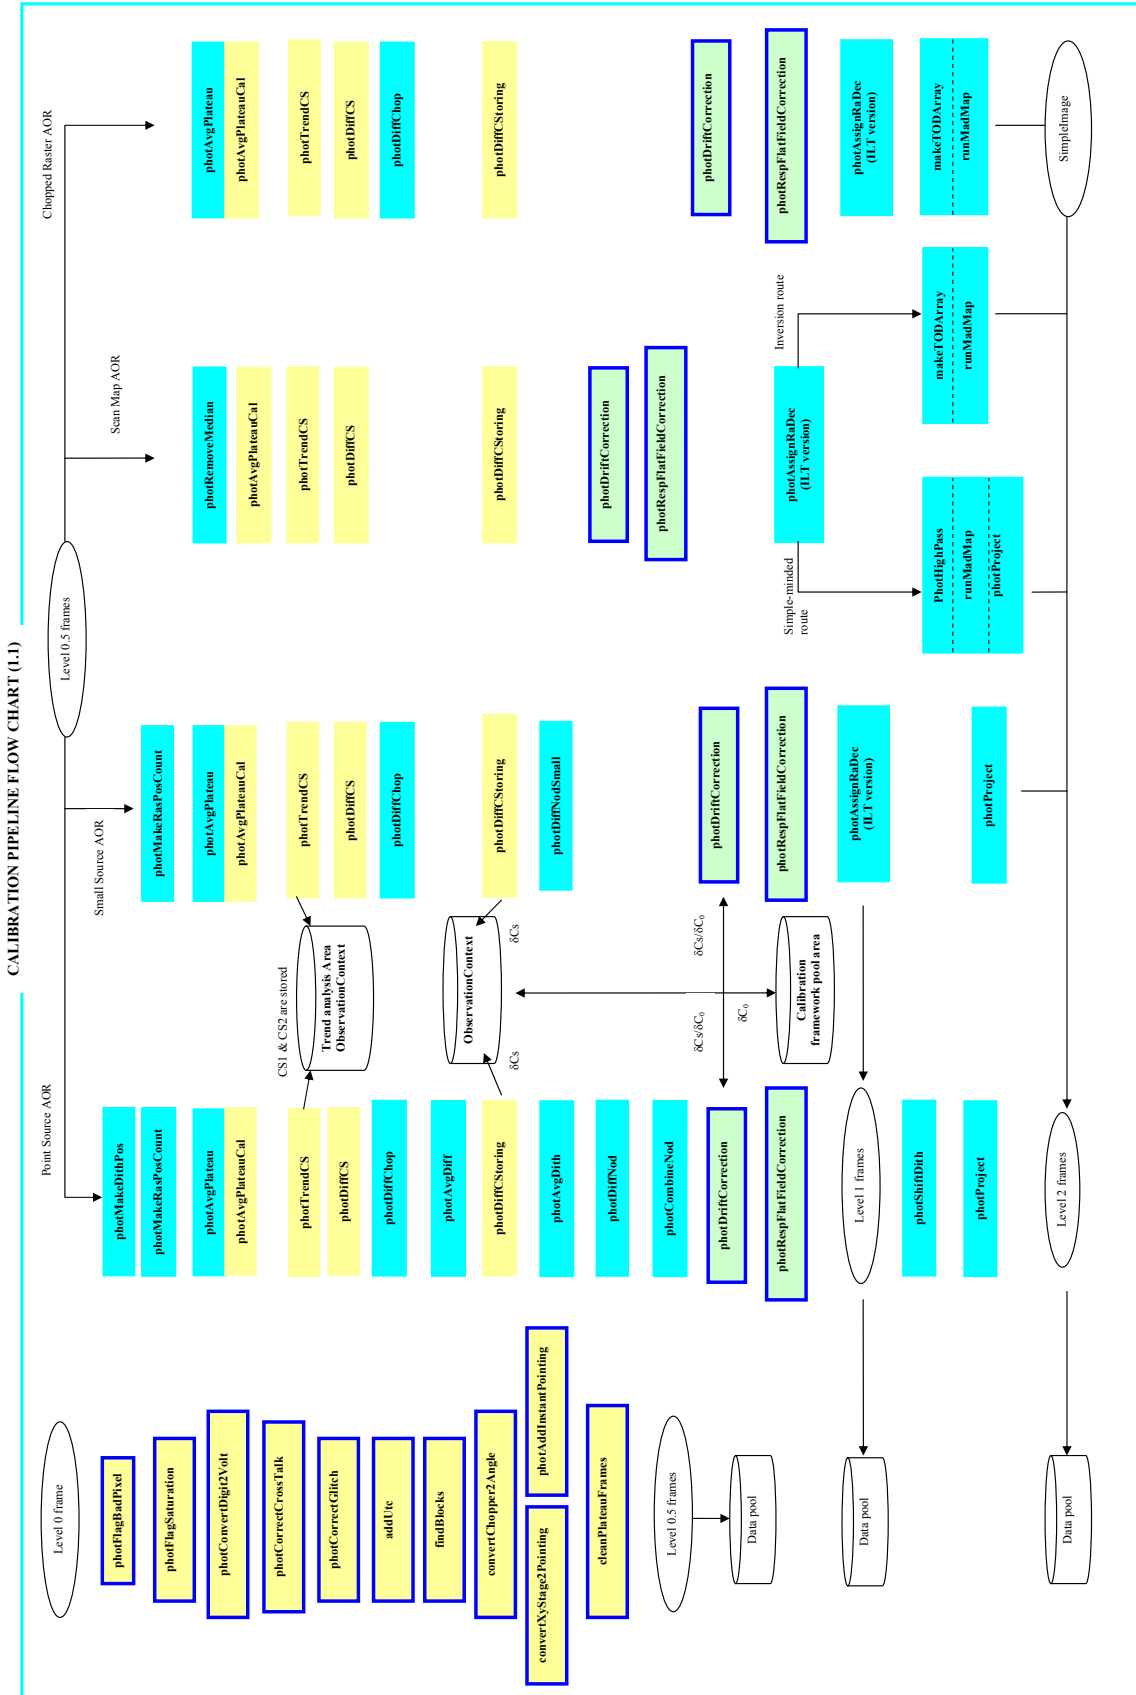 CALIBRATION PIPELINE FLOW CHART (1.1)
Level 0 frame
photFlagBadPixel
photFlagSaturation
photConvertDigit2Volt
photCorrectCrossTalk
photCorrectGlitch
addUtc
findBlocks
convertChopper2Angle
convertXyStage2Pointing
photAddInstantPointing
cleanPlateauFrames
Level 0.5 frames
Data pool
Data pool
Data pool
Point Source AOR
photMakeDithPos
photMakeRasPosCount
photAvgPlateau
photAvgPlateauCal
photTrendCS
photDiffCS
photDiffChop
photAvgDiff
photDiffCStoring
photAvgDith
photDiffNod
photCombineNod
photDriftCorrection
photRespFlatFieldCorrection
Level 1 frames
photShiftDith
photProject
Level 2 frames
CS1 & CS2 are stored
Trend analysis Area
ObservationContext
ObservationContext
δCs
δCs
δCs/δC₀
δCs/δC₀
δC₀
Calibration
framework pool area
Level 0.5 frames
Small Source AOR
photMakeRasPosCount
photAvgPlateau
photAvgPlateauCal
photTrendCS
photDiffCS
photDiffChop
photDiffCStoring
photDiffNodSmall
photDriftCorrection
photRespFlatFieldCorrection
photAssignRaDec
(ILT version)
photProject
Scan Map AOR
photRemoveMedian
photAvgPlateauCal
photTrendCS
photDiffCS
photDiffCStoring
photDriftCorrection
photRespFlatFieldCorrection
photAssignRaDec
(ILT version)
Simple-minded
route
Inversion route
PhotHighPass
runMadMap
photProject
makeTODArray
runMadMap
Chopped Raster AOR
photAvgPlateau
photAvgPlateauCal
photTrendCS
photDiffCS
photDiffChop
photDiffCStoring
photDriftCorrection
photRespFlatFieldCorrection
photAssignRaDec
(ILT version)
makeTODArray
runMadMap
SimpleImage